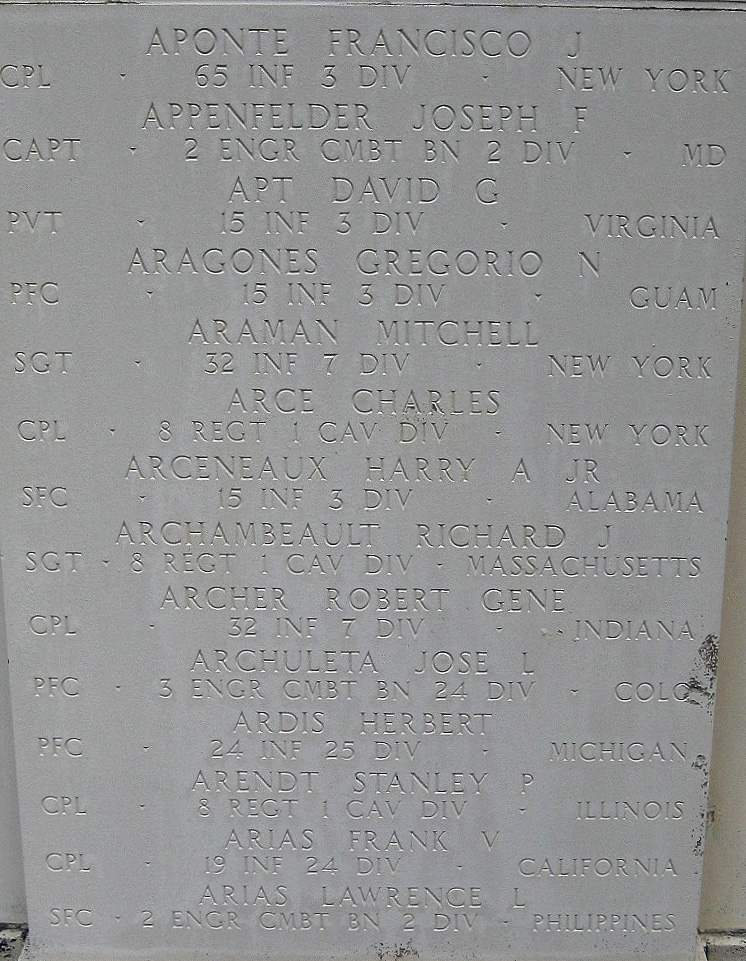 APONTE FRANCISCO J
CPL · 65 INF 3 DIV · NEW YORK
APPENFELDER JOSEPH F
CAPT · 2 ENGR CMBT BN 2 DIV · MD
APT DAVID G
PVT · 15 INF 3 DIV · VIRGINIA
ARAGONES GREGORIO N
PFC · 15 INF 3 DIV · GUAM
ARAMAN MITCHELL
SGT · 32 INF 7 DIV · NEW YORK
ARCE CHARLES
CPL · 8 REGT 1 CAV DIV · NEW YORK
ARCENEAUX HARRY A JR
SFC · 15 INF 3 DIV · ALABAMA
ARCHAMBEAULT RICHARD J
SGT · 8 REGT 1 CAV DIV · MASSACHUSETTS
ARCHER ROBERT GENE
CPL · 32 INF 7 DIV · INDIANA
ARCHULETA JOSE L
PFC · 3 ENGR CMBT BN 24 DIV · COLO
ARDIS HERBERT
PFC · 24 INF 25 DIV · MICHIGAN
ARENDT STANLEY P
CPL · 8 REGT 1 CAV DIV · ILLINOIS
ARIAS FRANK V
CPL · 19 INF 24 DIV · CALIFORNIA
ARIAS LAWRENCE L
SFC · 2 ENGR CMBT BN 2 DIV · PHILIPPINES